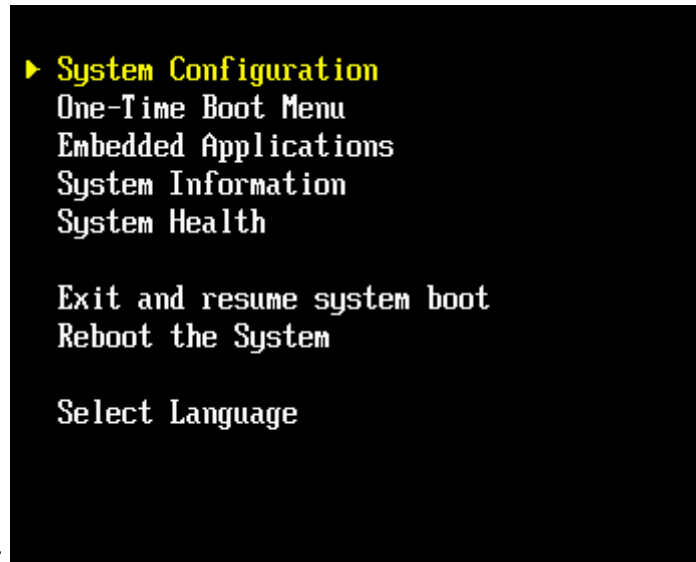 System Configuration
One-Time Boot Menu
Embedded Applications
System Information
System Health
Exit and resume system boot
Reboot the System
Select Language